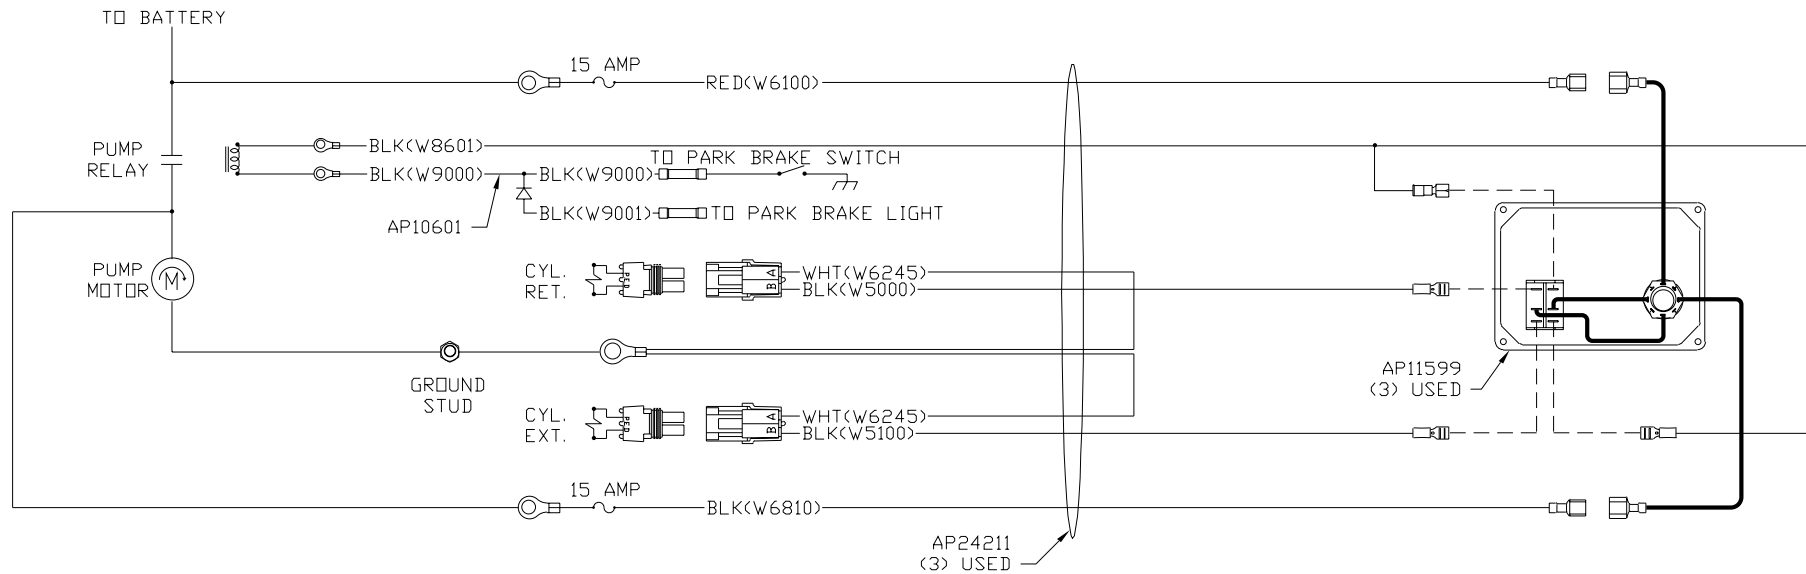 TO BATTERY
15 AMP
RED(W6100)
PUMP
RELAY
BLK(W8601)
TO PARK BRAKE SWITCH
BLK(W9000)
BLK(W9000)
BLK(W9001)
TO PARK BRAKE LIGHT
AP10601
PUMP
MOTOR
M
CYL.
RET.
A
B
WHT(W6245)
BLK(W5000)
GROUND
STUD
AP11599
(3) USED
CYL.
EXT.
A
B
WHT(W6245)
BLK(W5100)
15 AMP
BLK(W6810)
AP24211
(3) USED